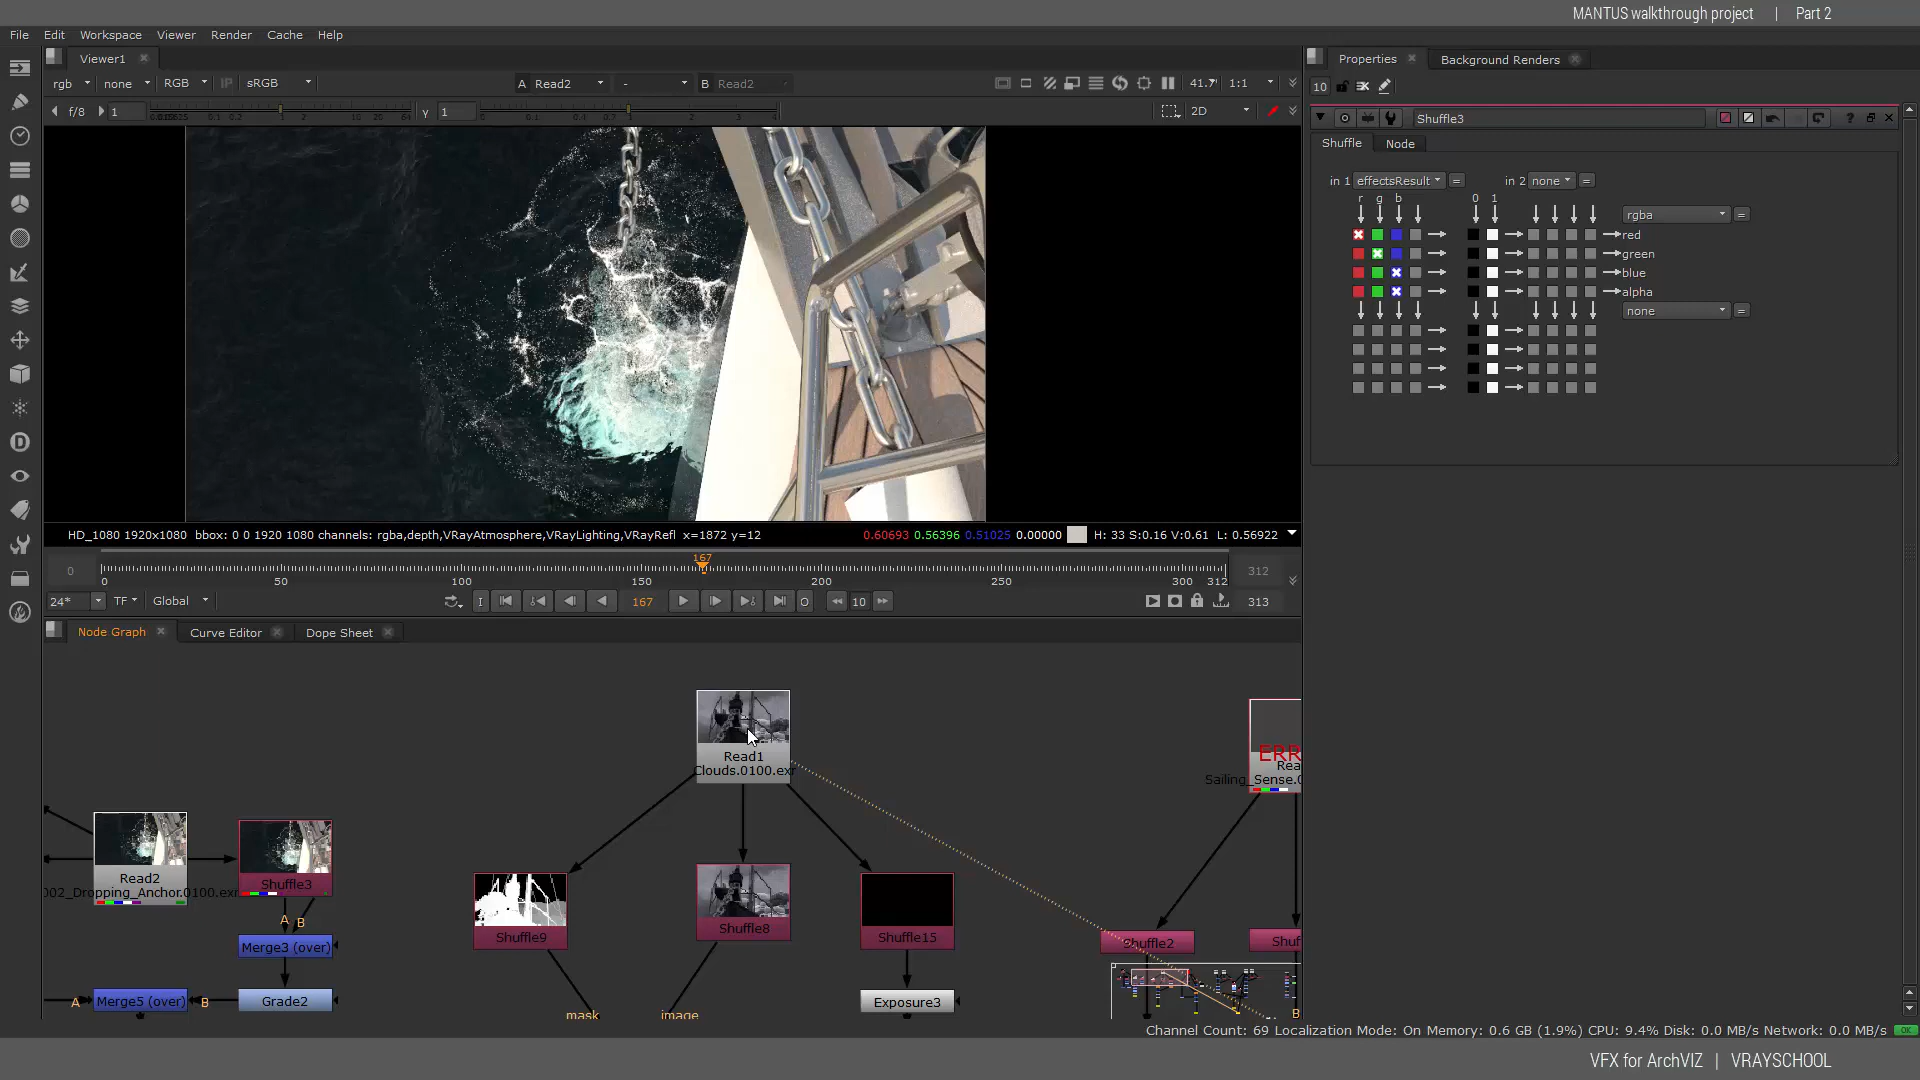 MANTUS walkthrough project | Part 2
File Edit Workspace Viewer Render Cache Help
Viewer1
Properties
Background Renders
rgb none RGB IP sRGB A Read2 - B Read2 41.7 1:1
10
f/8 1 y 1 2D
Shuffle3
Shuffle Node
in 1 effectsResult = in 2 none =
r g b 0 1
rgba =
red
green
blue
alpha
none =
HD_1080 1920x1080 bbox: 0 0 1920 1080 channels: rgba,depth,VRayAtmosphere,VRayLighting,VRayRefl x=1872 y=12 0.60693 0.56396 0.51025 0.00000 H: 33 S:0.16 V:0.61 L: 0.56922
167
0 312
0 50 100 150 200 250 300 312
24* TF Global I 167 O 10 313
Node Graph Curve Editor Dope Sheet
Read1
Clouds.0100.exr
ERR
Rea
Sailing_Sense.0
Read2
002_Dropping_Anchor.0100.exr
Shuffle3
A B
Merge3 (over)
Shuffle9
Shuffle8
Shuffle15
Shuffle2
Shuf
A Merge5 (over) B
Grade2
Exposure3
mask
image
B
Channel Count: 69 Localization Mode: On Memory: 0.6 GB (1.9%) CPU: 9.4% Disk: 0.0 MB/s Network: 0.0 MB/s OK
VFX for ArchVIZ | VRAYSCHOOL